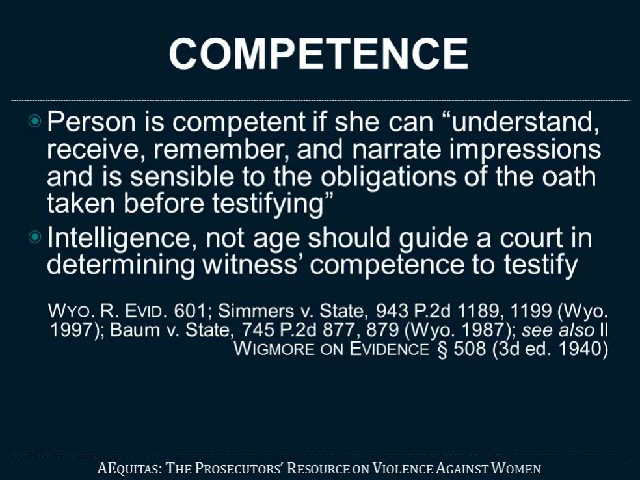 COMPETENCE
Person is competent if she can “understand,
receive, remember, and narrate impressions
and is sensible to the obligations of the oath
taken before testifying”
Intelligence, not age should guide a court in
determining witness’ competence to testify
WYO. R. EVID. 601; Simmers v. State, 943 P.2d 1189, 1199 (Wyo.
1997); Baum v. State, 745 P.2d 877, 879 (Wyo. 1987); see also II
WIGMORE ON EVIDENCE § 508 (3d ed. 1940)
AEQUITAS: THE PROSECUTORS’ RESOURCE ON VIOLENCE AGAINST WOMEN